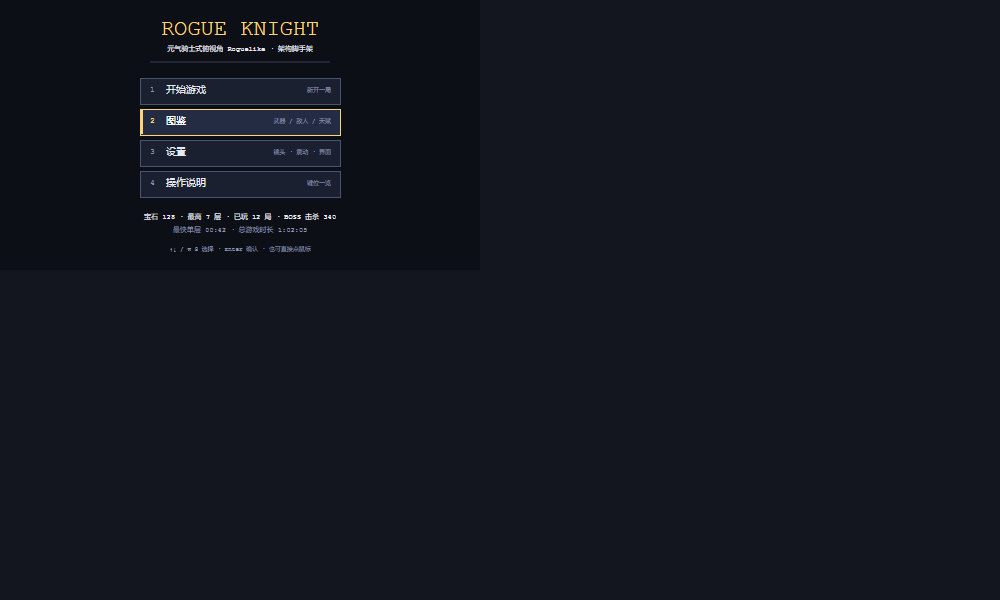 ROGUE KNIGHT
元气骑士式俯视角 Roguelike · 架构脚手架
1 开始游戏 新开一局
2 图鉴 武器 / 敌人 / 天赋
3 设置 镜头 · 震动 · 界面
4 操作说明 键位一览
宝石 128 · 最高 7 层 · 已玩 12 局 · BOSS 击杀 340
最快单层 00:42 · 总游戏时长 1:02:05
↑↓ / W S 选择 · Enter 确认 · 也可直接点鼠标